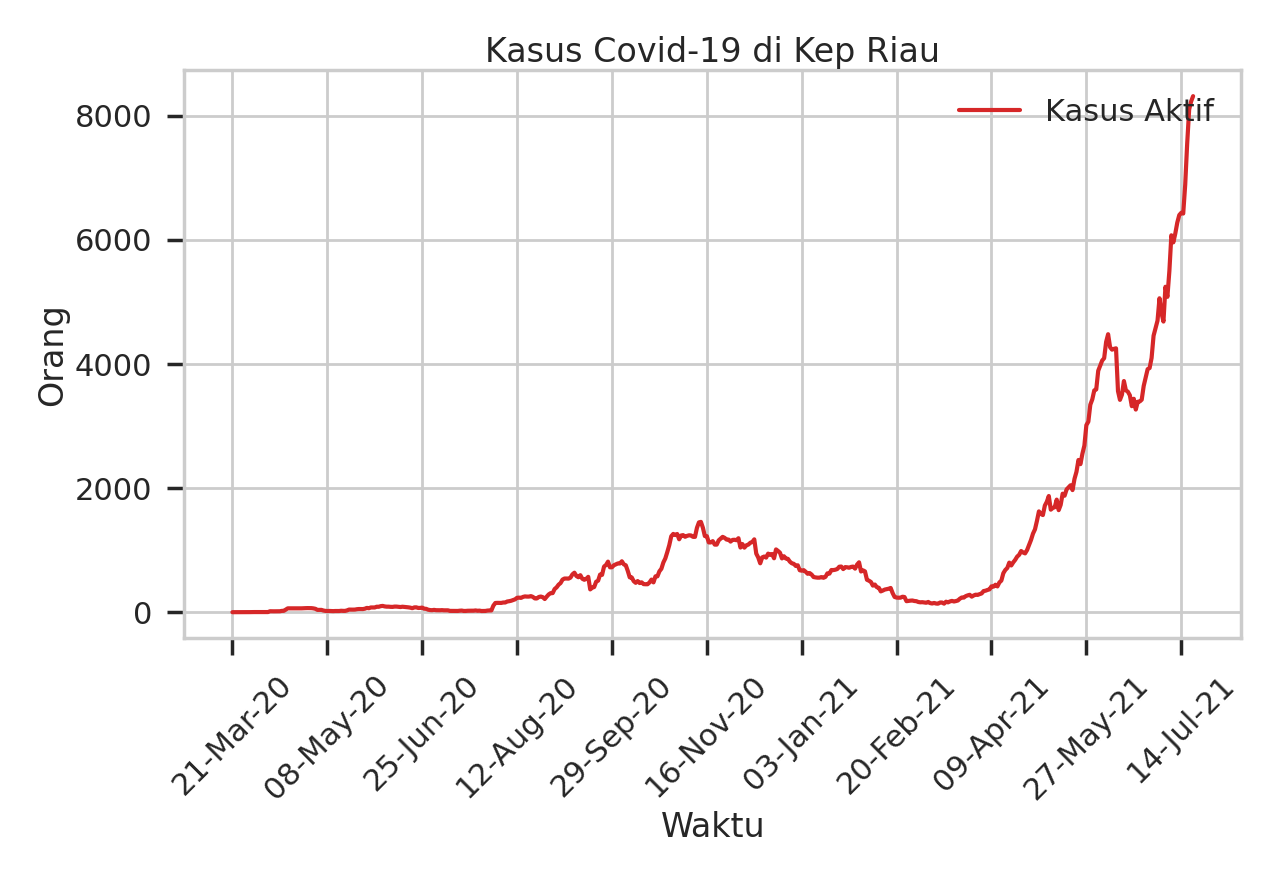 Kasus Covid-19 di Kep Riau
Kasus Aktif
Orang
8000
6000
4000
2000
0
21-Mar-20
08-May-20
25-Jun-20
12-Aug-20
29-Sep-20
16-Nov-20
03-Jan-21
20-Feb-21
09-Apr-21
27-May-21
14-Jul-21
Waktu